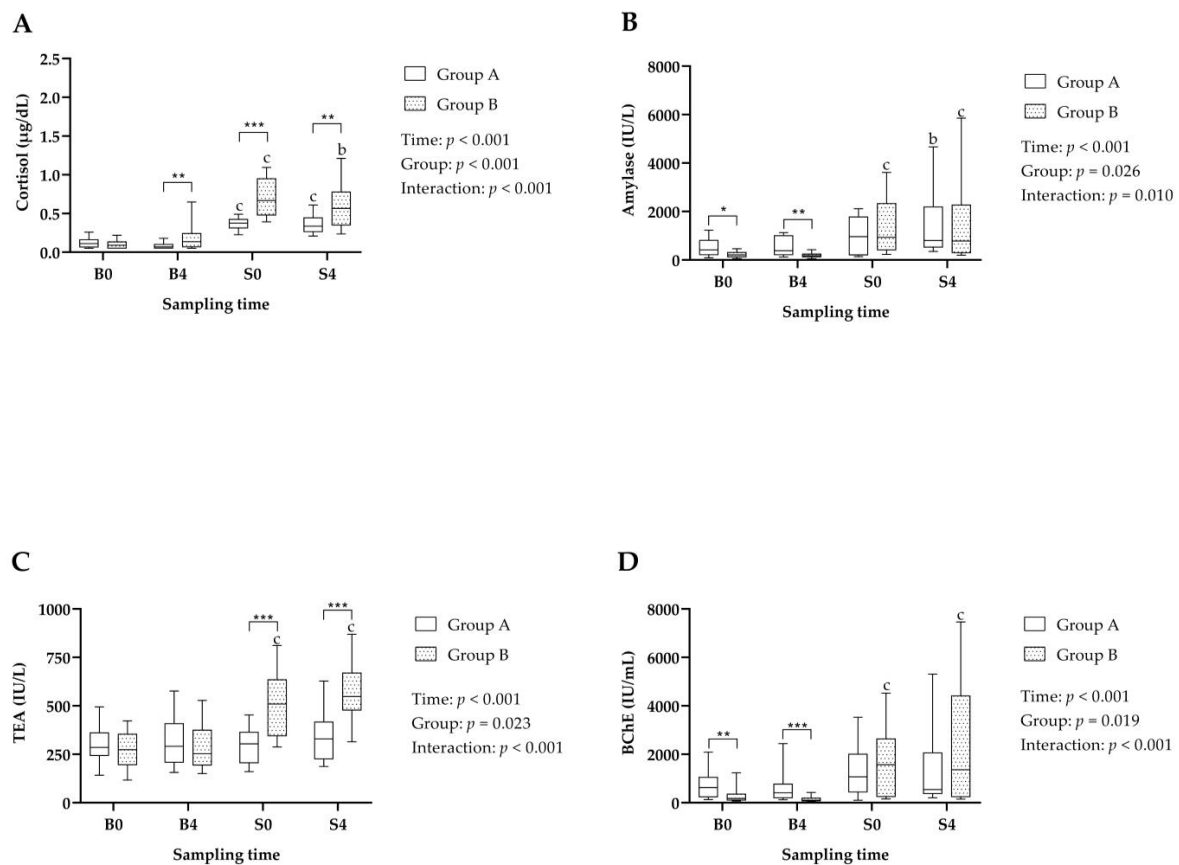 A
Cortisol (µg/dL)
2.5
2.0
1.5
1.0
0.5
0.0
**
***
**
c
c
c
b
B0 B4 S0 S4
Sampling time
Group A
Group B
Time: p < 0.001
Group: p < 0.001
Interaction: p < 0.001
B
Amylase (IU/L)
8000
6000
4000
2000
0
*
**
c
b
c
B0 B4 S0 S4
Sampling time
Group A
Group B
Time: p < 0.001
Group: p = 0.026
Interaction: p = 0.010
C
TEA (IU/L)
1000
750
500
250
0
***
***
c
c
B0 B4 S0 S4
Sampling time
Group A
Group B
Time: p < 0.001
Group: p = 0.023
Interaction: p < 0.001
D
BChE (IU/mL)
8000
6000
4000
2000
0
**
***
c
c
B0 B4 S0 S4
Sampling time
Group A
Group B
Time: p < 0.001
Group: p = 0.019
Interaction: p < 0.001